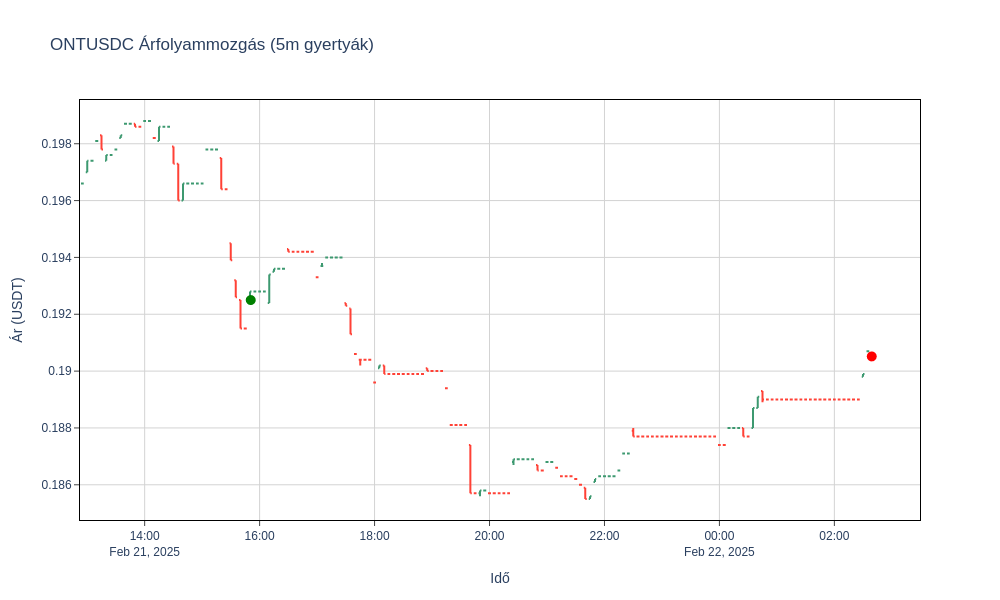 ONTUSDC Árfolyammozgás (5m gyertyák)
Ár (USDT)
0.198
0.196
0.194
0.192
0.19
0.188
0.186
14:00 16:00 18:00 20:00 22:00 00:00 02:00
Feb 21, 2025 Feb 22, 2025
Idő